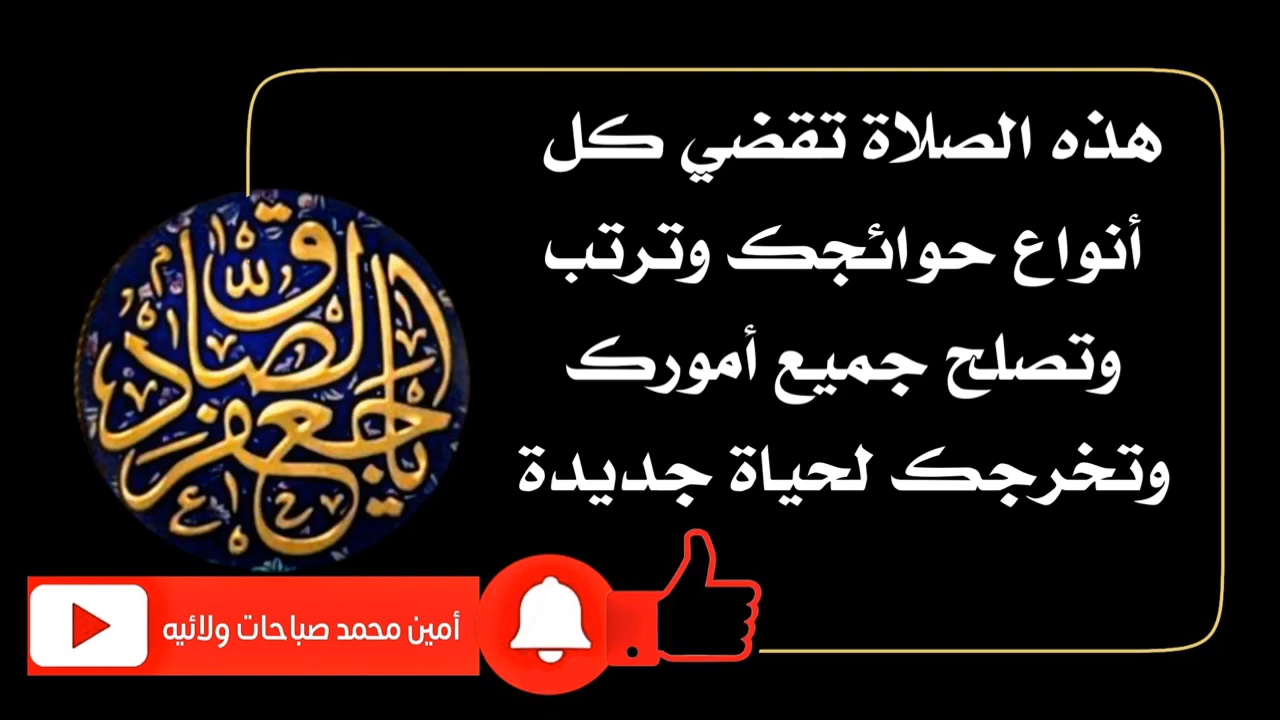 هذه الصلاة تقضي كل
أنواع حوائجك وترتب
وتصلح جميع أمورك
وتخرجك لحياة جديدة
يا جعفر الصادق
أمين محمد صباحات ولائيه